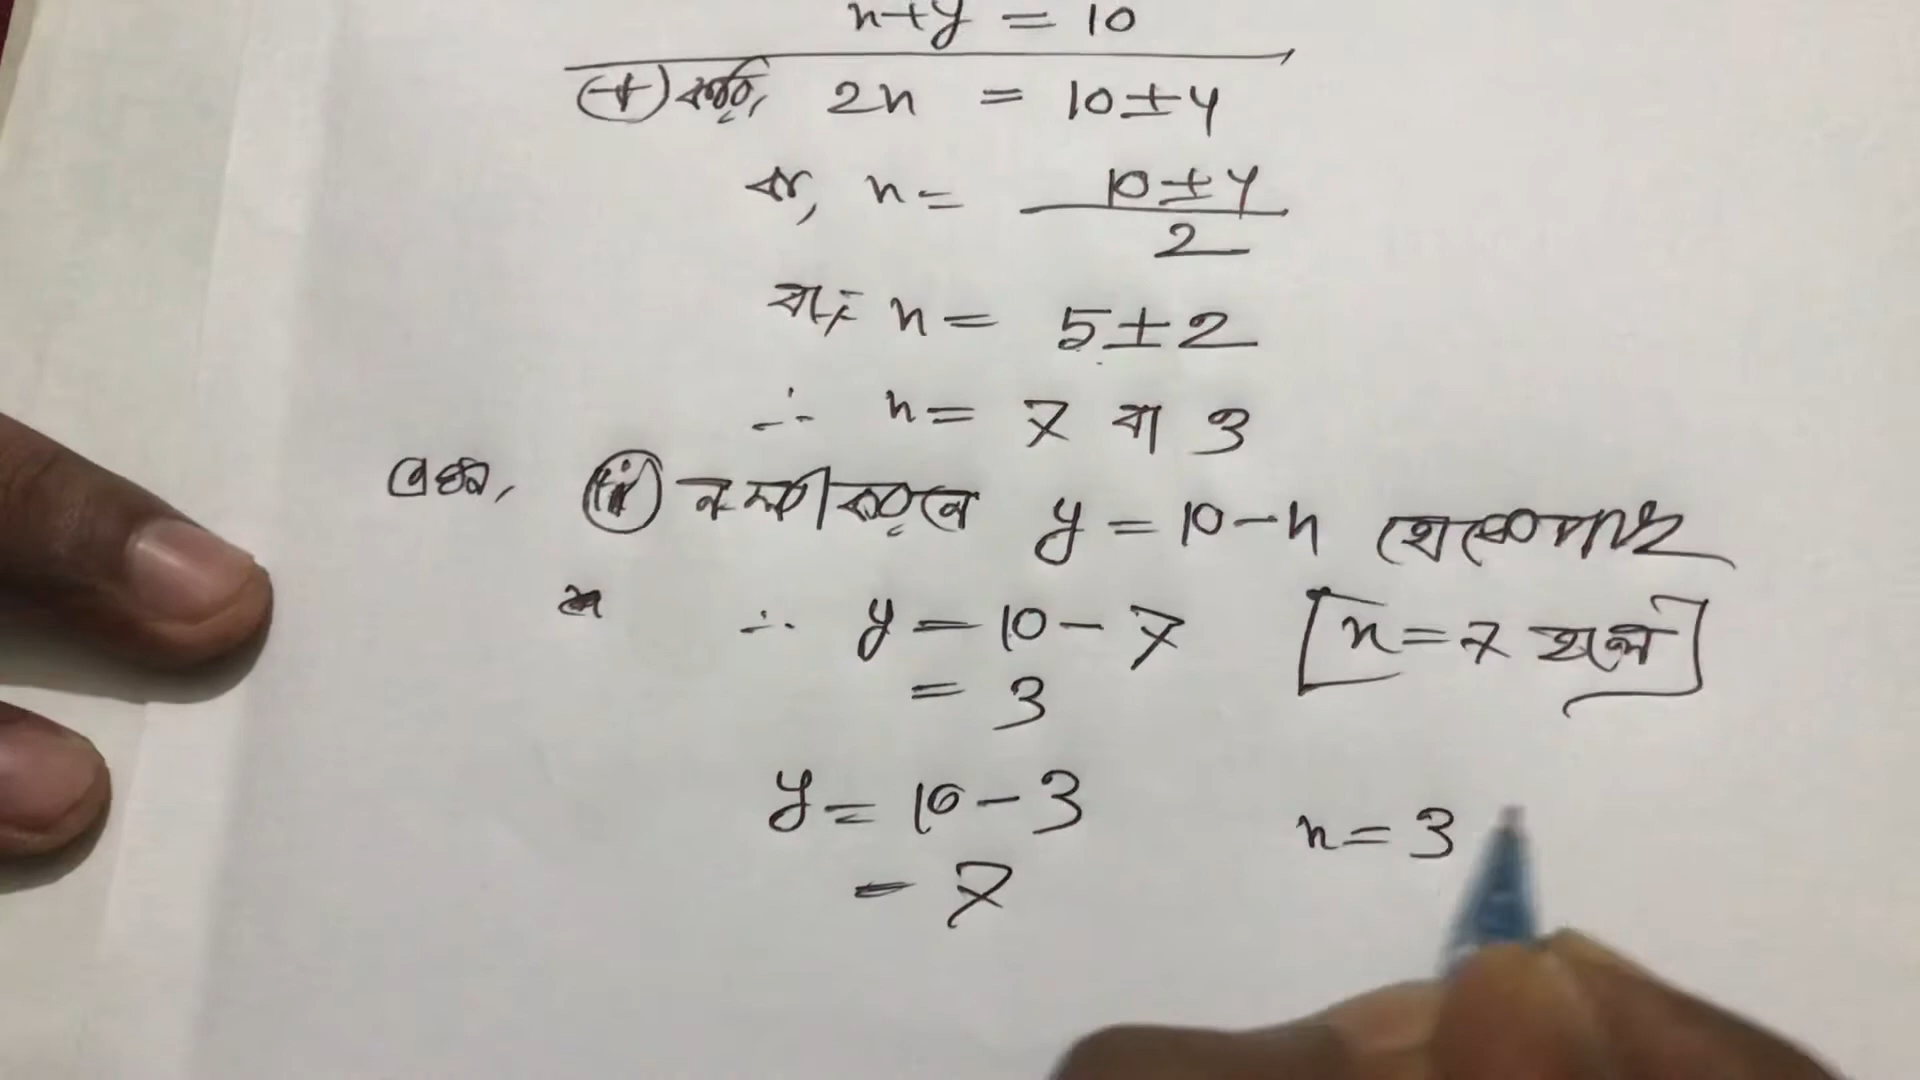 x+y = 10
(+) করি, 2x = 10±4
বা, x = 10±4
2
বা, x = 5±2
∴ x = 7 বা 3
এখন, (ii) নং সমীকরণে y = 10-x থেকে পাই
∴ y = 10-7 [x=7 হলে]
= 3
y = 10-3 x=3
= 7